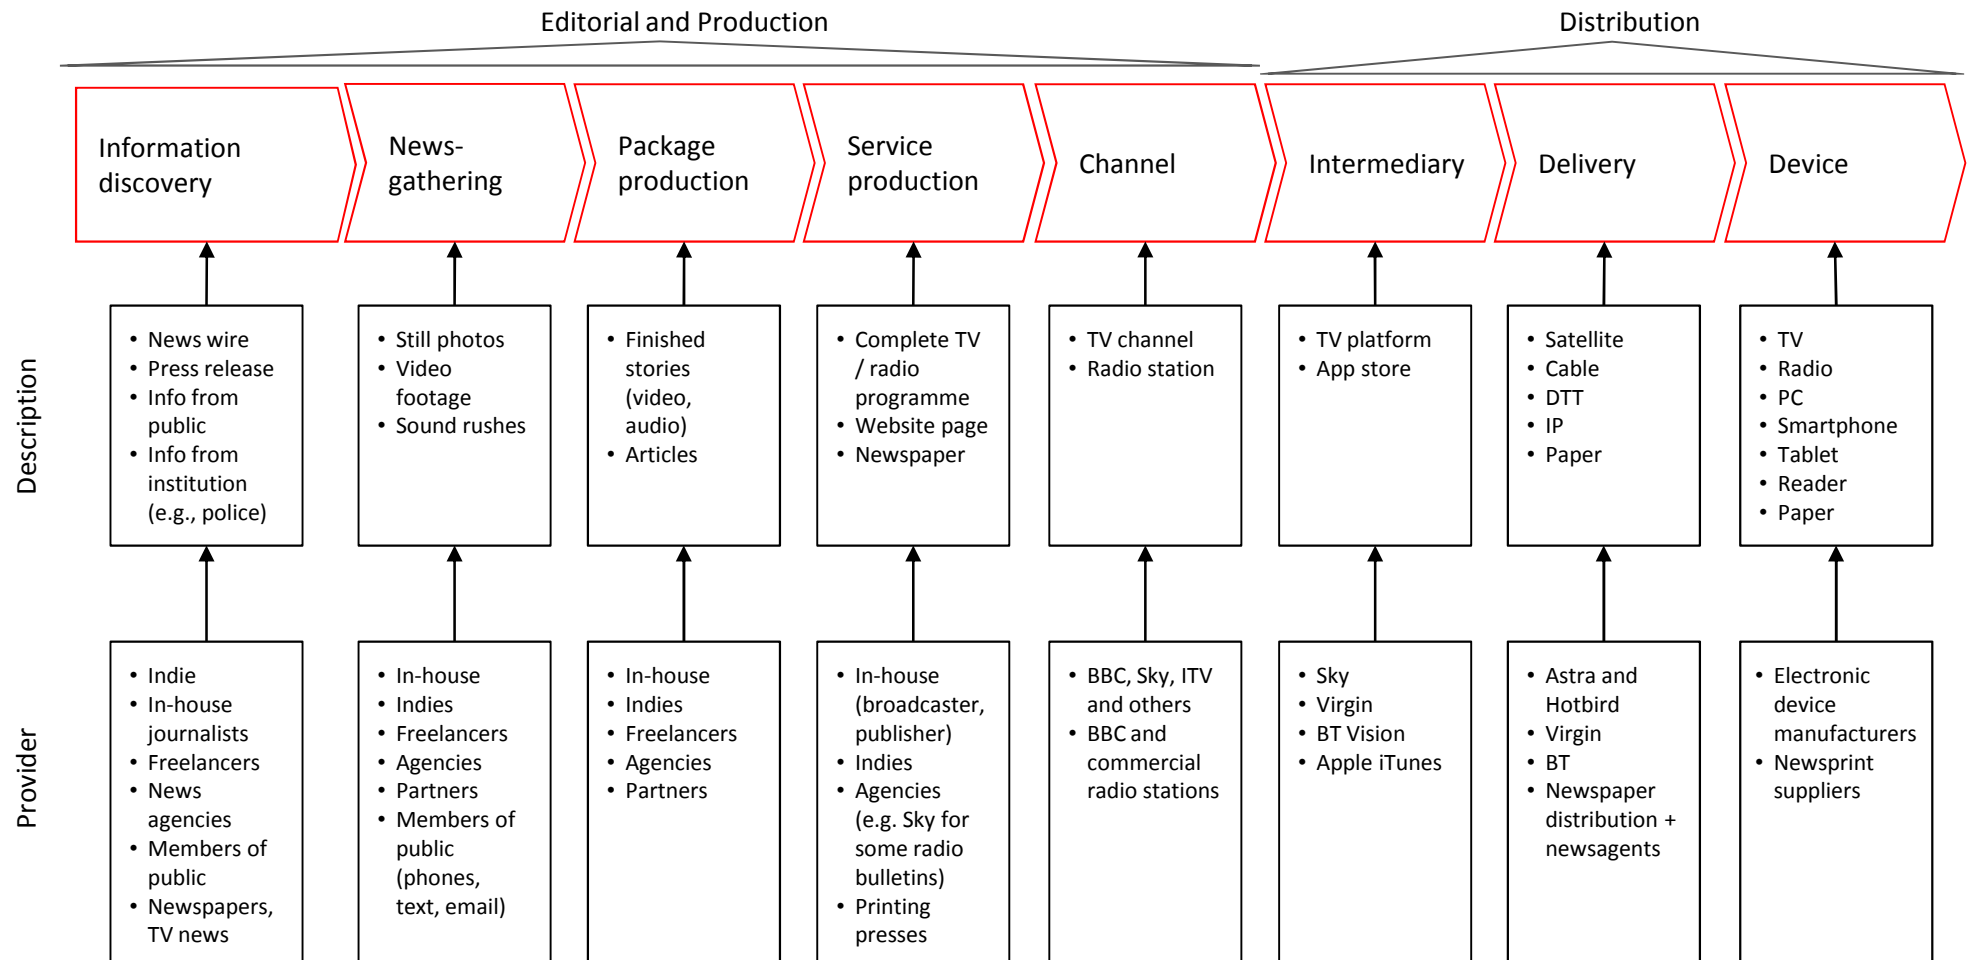 Editorial and Production
Distribution
Information
discovery
News-
gathering
Package
production
Service
production
Channel
Intermediary
Delivery
Device
Description
• News wire
• Press release
• Info from
public
• Info from
institution
(e.g., police)
• Still photos
• Video
footage
• Sound rushes
• Finished
stories
(video,
audio)
• Articles
• Complete TV
/ radio
programme
• Website page
• Newspaper
• TV channel
• Radio station
• TV platform
• App store
• Satellite
• Cable
• DTT
• IP
• Paper
• TV
• Radio
• PC
• Smartphone
• Tablet
• Reader
• Paper
Provider
• Indie
• In-house
journalists
• Freelancers
• News
agencies
• Members of
public
• Newspapers,
TV news
• In-house
• Indies
• Freelancers
• Agencies
• Partners
• Members of
public
(phones,
text, email)
• In-house
• Indies
• Freelancers
• Agencies
• Partners
• In-house
(broadcaster,
publisher)
• Indies
• Agencies
(e.g. Sky for
some radio
bulletins)
• Printing
presses
• BBC, Sky, ITV
and others
• BBC and
commercial
radio stations
• Sky
• Virgin
• BT Vision
• Apple iTunes
• Astra and
Hotbird
• Virgin
• BT
• Newspaper
distribution +
newsagents
• Electronic
device
manufacturers
• Newsprint
suppliers